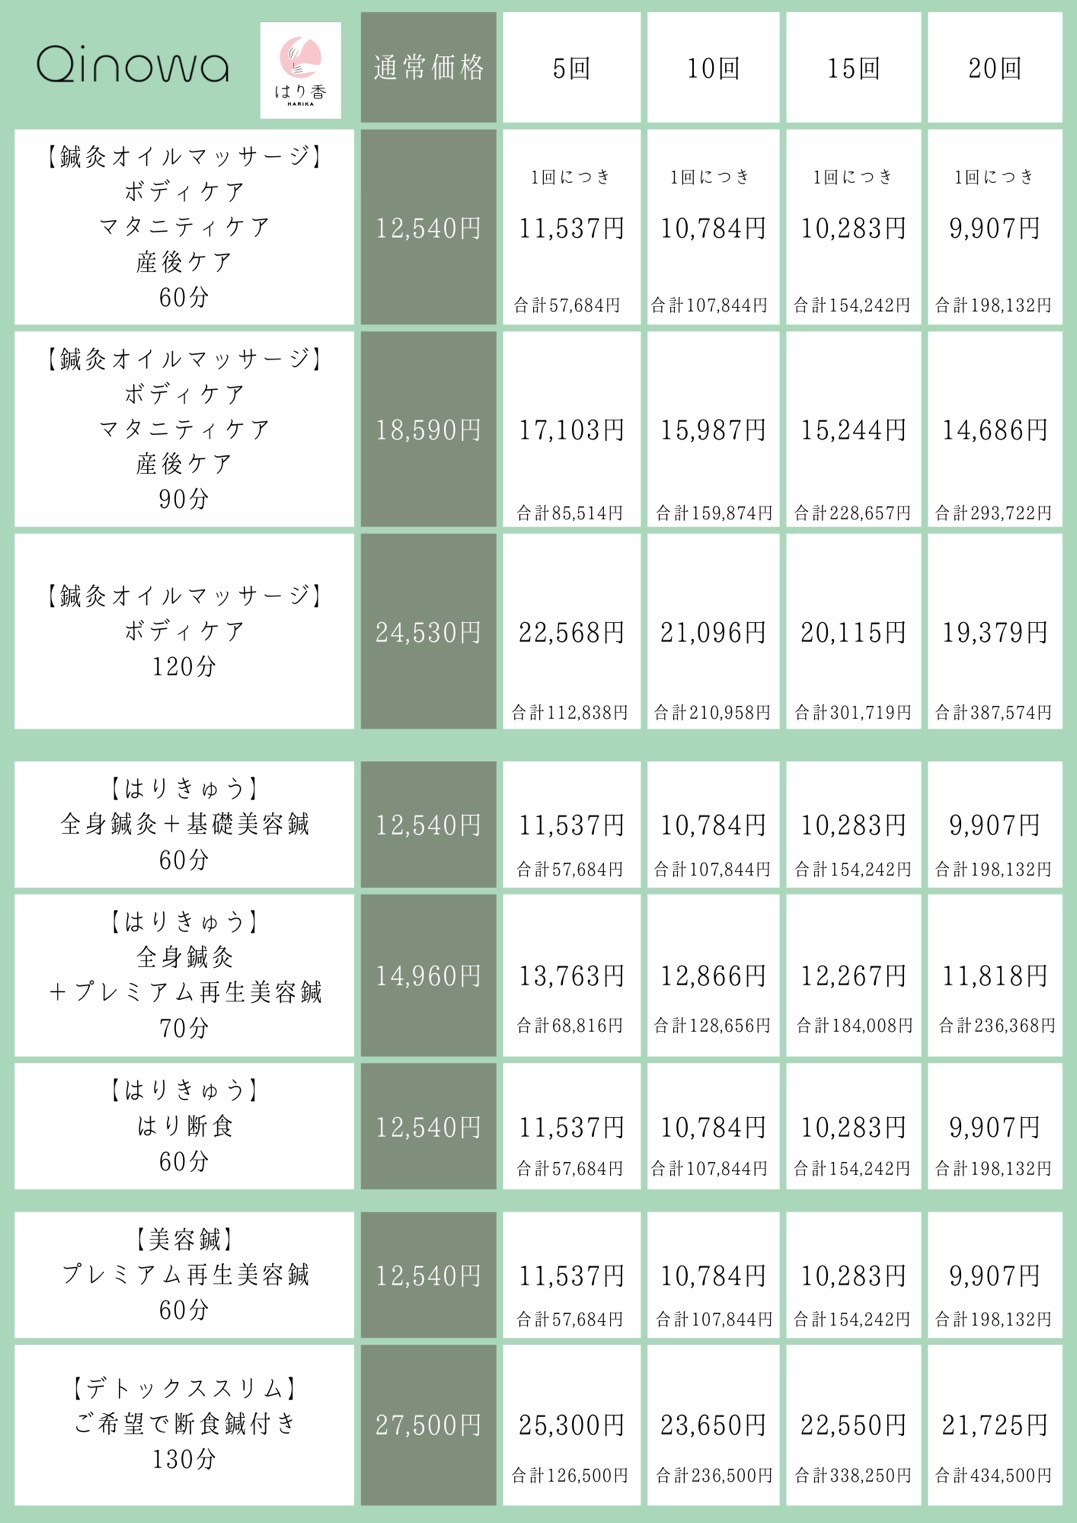 Qinowa
はり香
HARIKA
通常価格
5回
10回
15回
20回
【鍼灸オイルマッサージ】
ボディケア
マタニティケア
産後ケア
60分
12,540円
1回につき
11,537円
合計57,684円
1回につき
10,784円
合計107,844円
1回につき
10,283円
合計154,242円
1回につき
9,907円
合計198,132円
【鍼灸オイルマッサージ】
ボディケア
マタニティケア
産後ケア
90分
18,590円
17,103円
合計85,514円
15,987円
合計159,874円
15,244円
合計228,657円
14,686円
合計293,722円
【鍼灸オイルマッサージ】
ボディケア
120分
24,530円
22,568円
合計112,838円
21,096円
合計210,958円
20,115円
合計301,719円
19,379円
合計387,574円
【はりきゅう】
全身鍼灸＋基礎美容鍼
60分
12,540円
11,537円
合計57,684円
10,784円
合計107,844円
10,283円
合計154,242円
9,907円
合計198,132円
【はりきゅう】
全身鍼灸
＋プレミアム再生美容鍼
70分
14,960円
13,763円
合計68,816円
12,866円
合計128,656円
12,267円
合計184,008円
11,818円
合計236,368円
【はりきゅう】
はり断食
60分
12,540円
11,537円
合計57,684円
10,784円
合計107,844円
10,283円
合計154,242円
9,907円
合計198,132円
【美容鍼】
プレミアム再生美容鍼
60分
12,540円
11,537円
合計57,684円
10,784円
合計107,844円
10,283円
合計154,242円
9,907円
合計198,132円
【デトックススリム】
ご希望で断食鍼付き
130分
27,500円
25,300円
合計126,500円
23,650円
合計236,500円
22,550円
合計338,250円
21,725円
合計434,500円